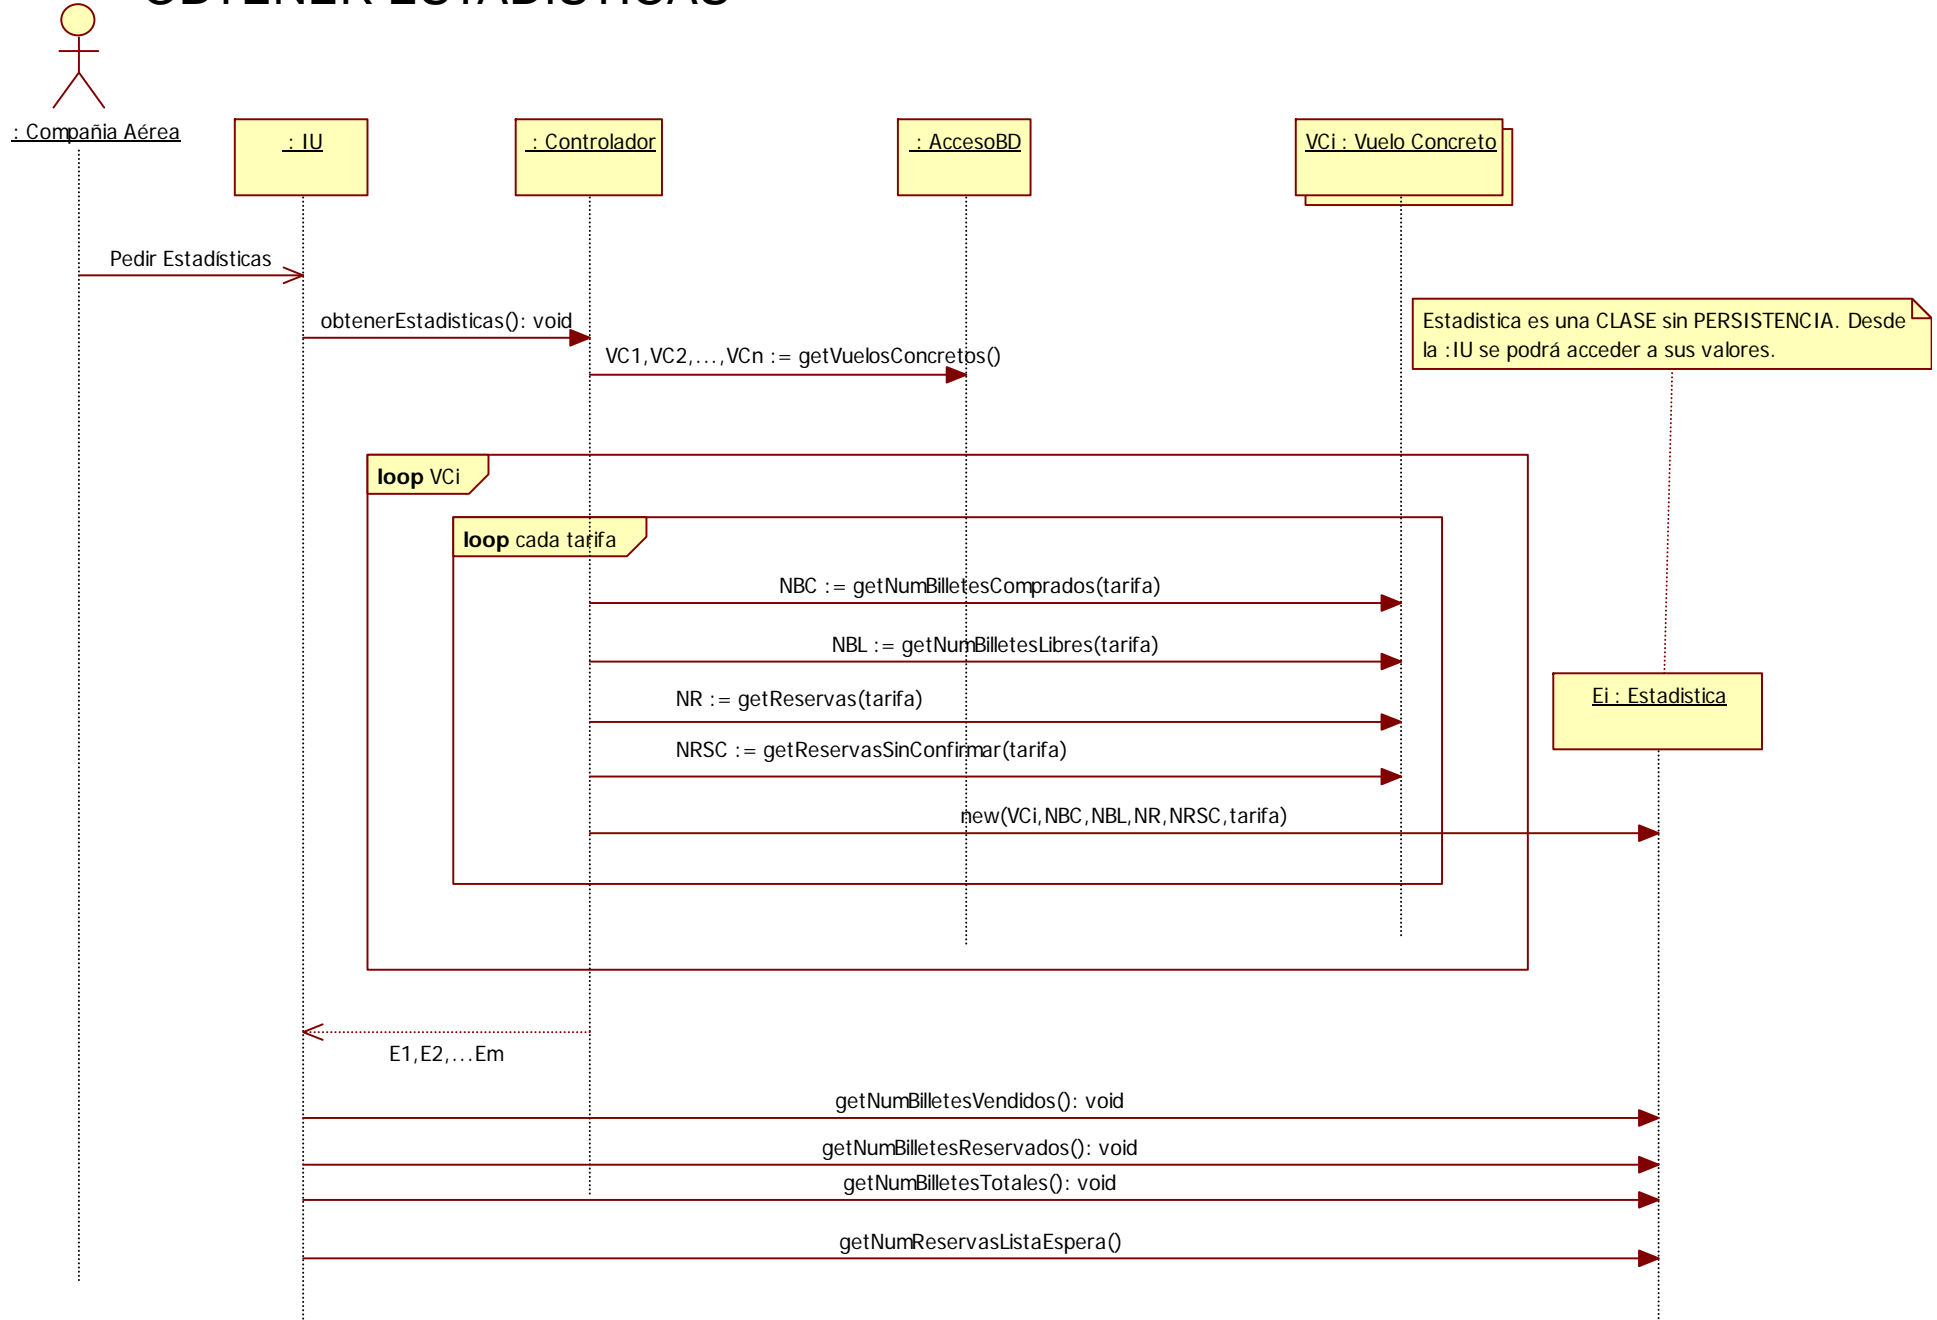 OBTENER ESTADISTICAS
: Compañia Aérea
: IU
: Controlador
: AccesoBD
VCi : Vuelo Concreto
Pedir Estadísticas
obtenerEstadisticas(): void
VC1,VC2,...,VCn := getVuelosConcretos()
Estadistica es una CLASE sin PERSISTENCIA. Desde
la :IU se podrá acceder a sus valores.
loop VCi
loop cada tarifa
NBC := getNumBilletesComprados(tarifa)
NBL := getNumBilletesLibres(tarifa)
NR := getReservas(tarifa)
Ei : Estadistica
NRSC := getReservasSinConfirmar(tarifa)
new(VCi,NBC,NBL,NR,NRSC,tarifa)
E1,E2,...Em
getNumBilletesVendidos(): void
getNumBilletesReservados(): void
getNumBilletesTotales(): void
getNumReservasListaEspera()